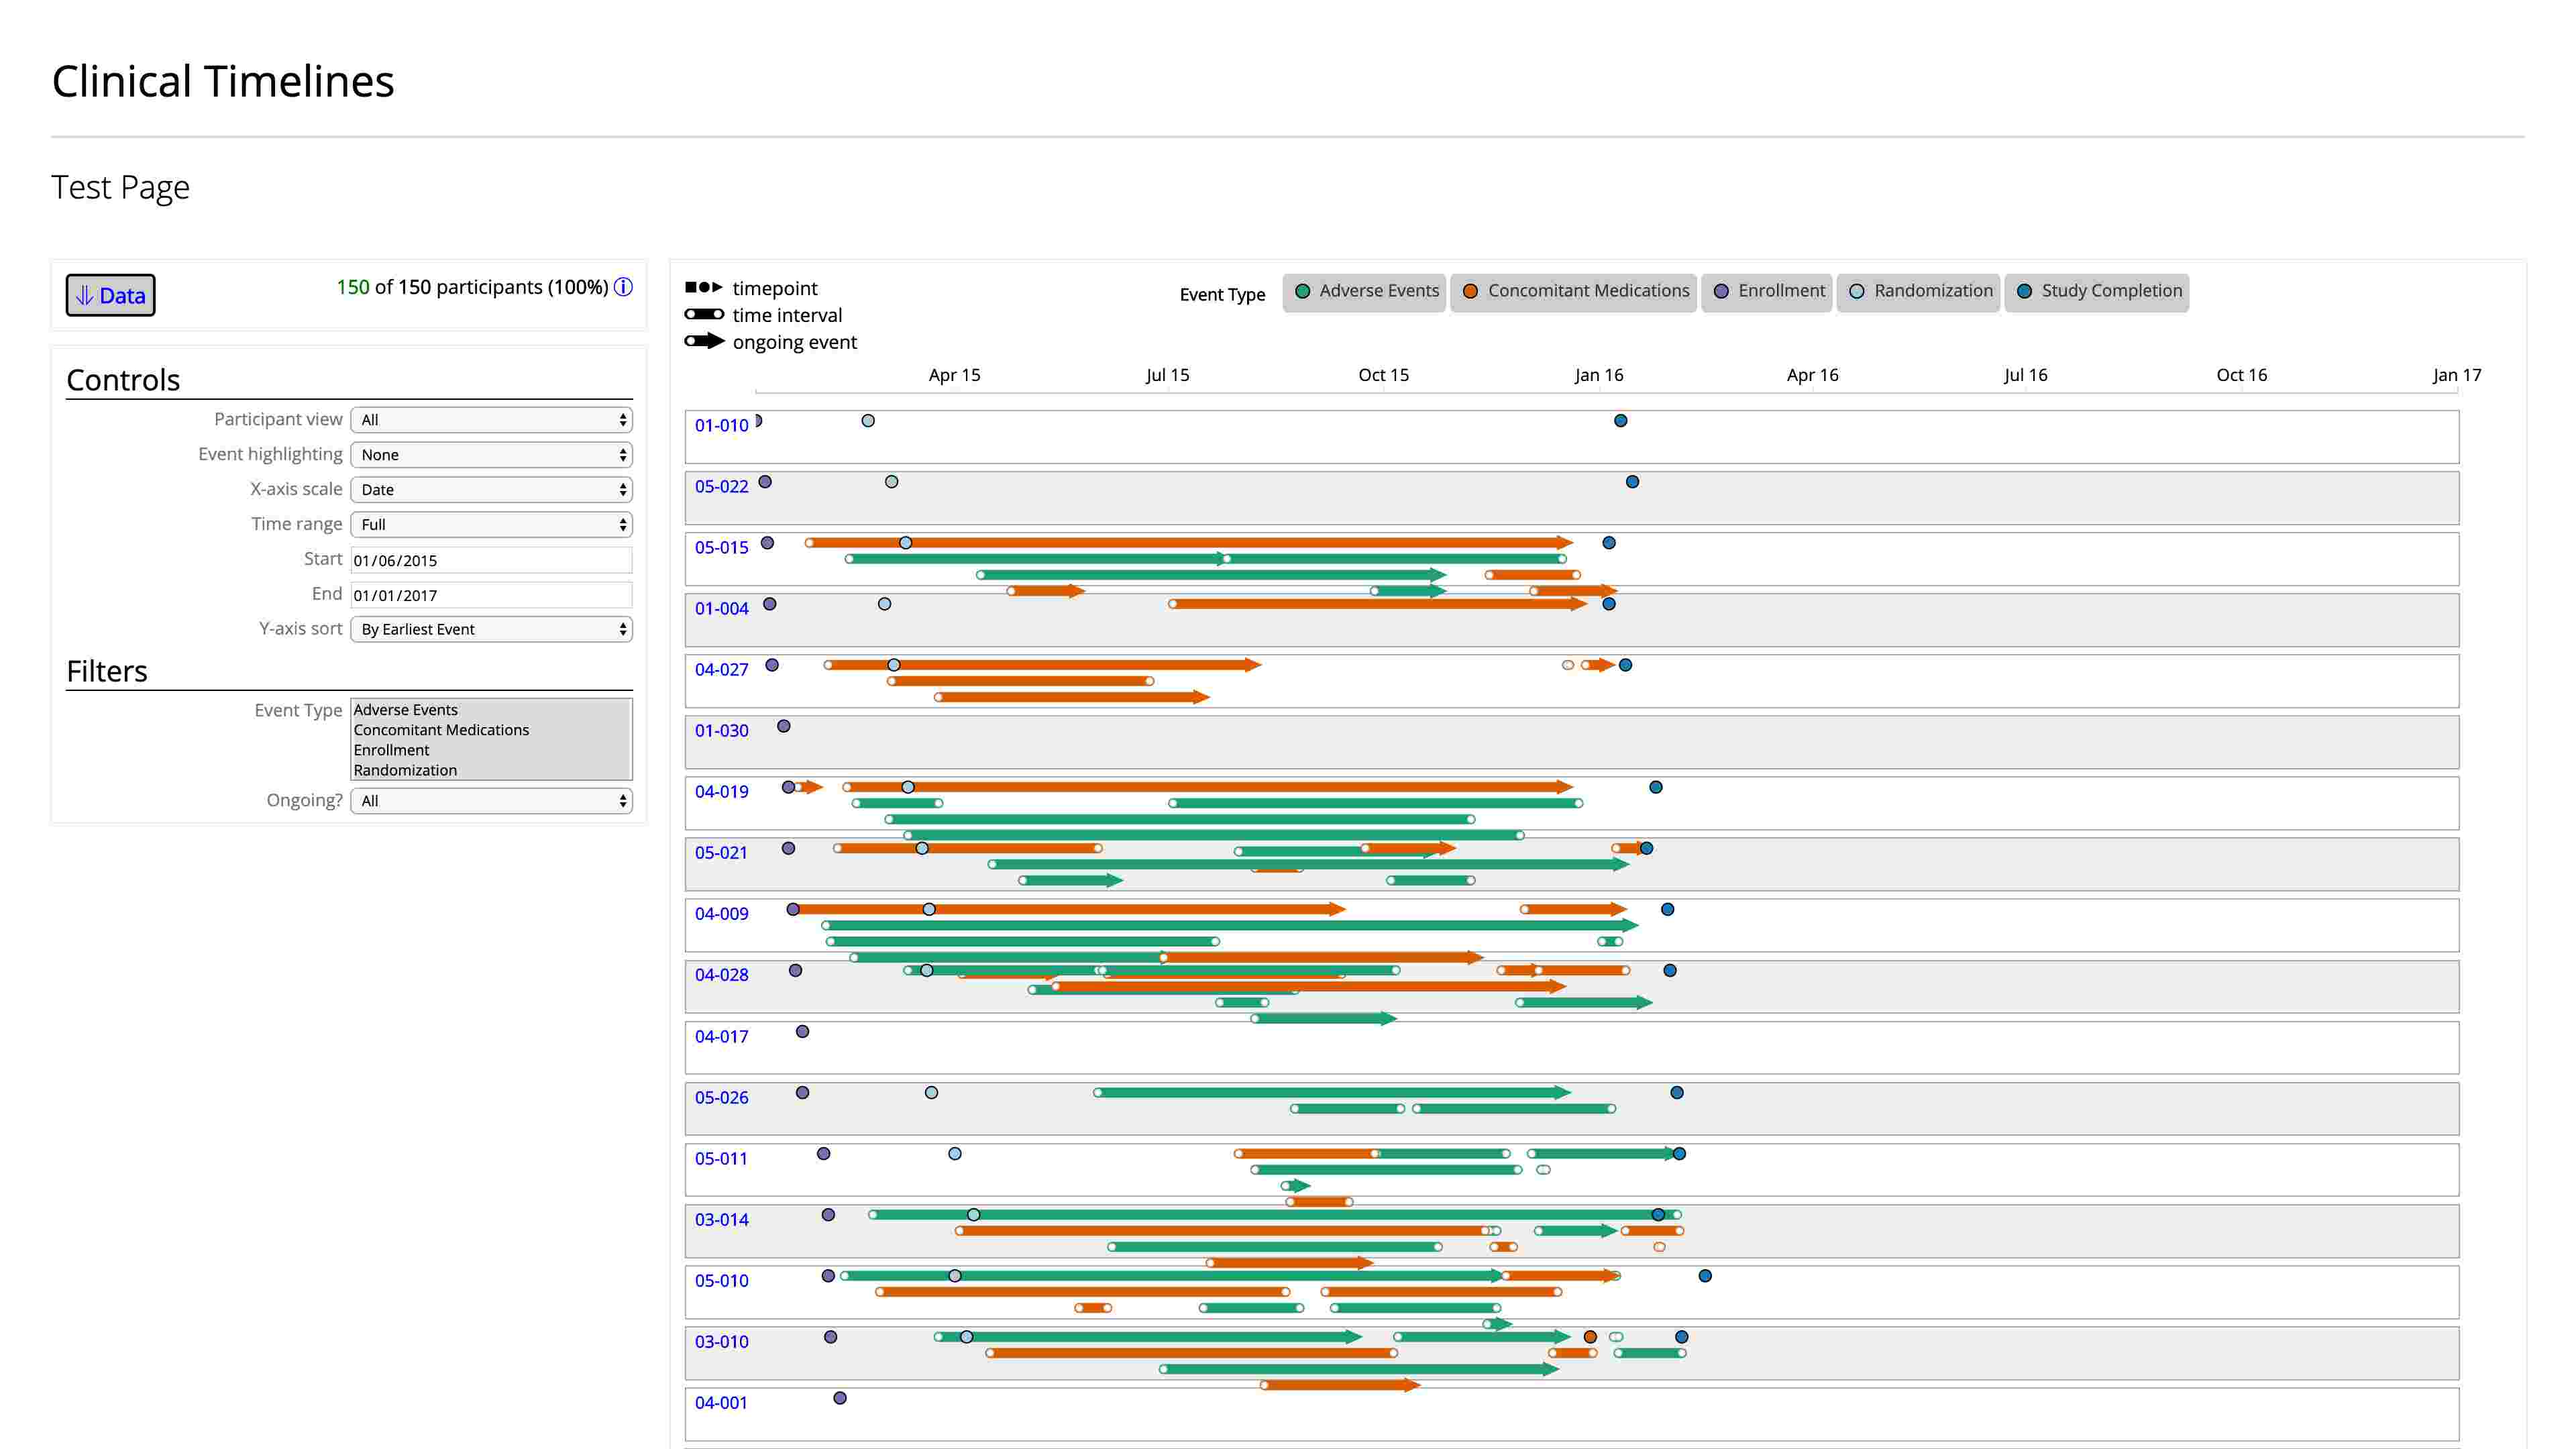 Clinical Timelines
Test Page
Data
150 of 150 participants (100%) ⓘ
Controls
Participant view All
Event highlighting None
X-axis scale Date
Time range Full
Start 01/06/2015
End 01/01/2017
Y-axis sort By Earliest Event
Filters
Event Type Adverse Events
Concomitant Medications
Enrollment
Randomization
Ongoing? All
timepoint
time interval
ongoing event
Event Type Adverse Events Concomitant Medications Enrollment Randomization Study Completion
Apr 15 Jul 15 Oct 15 Jan 16 Apr 16 Jul 16 Oct 16 Jan 17
01-010
05-022
05-015
01-004
04-027
01-030
04-019
05-021
04-009
04-028
04-017
05-026
05-011
03-014
05-010
03-010
04-001